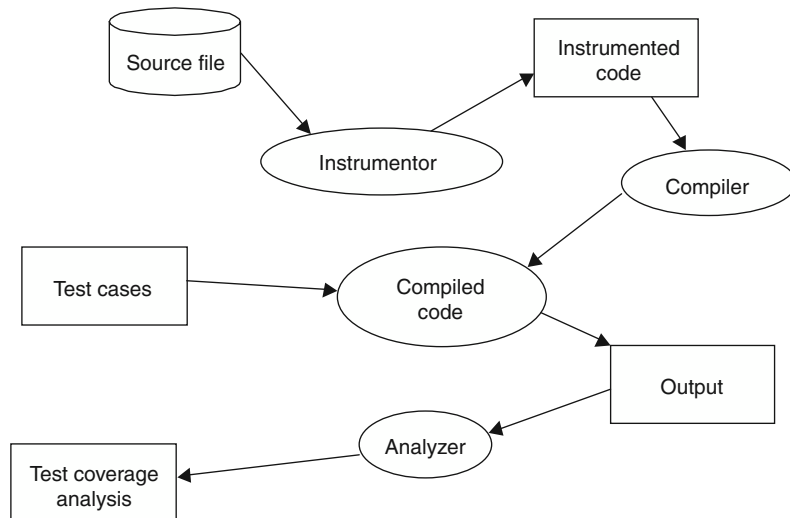 Source file
Instrumented
code
Instrumentor
Compiler
Test cases
Compiled
code
Output
Analyzer
Test coverage
analysis